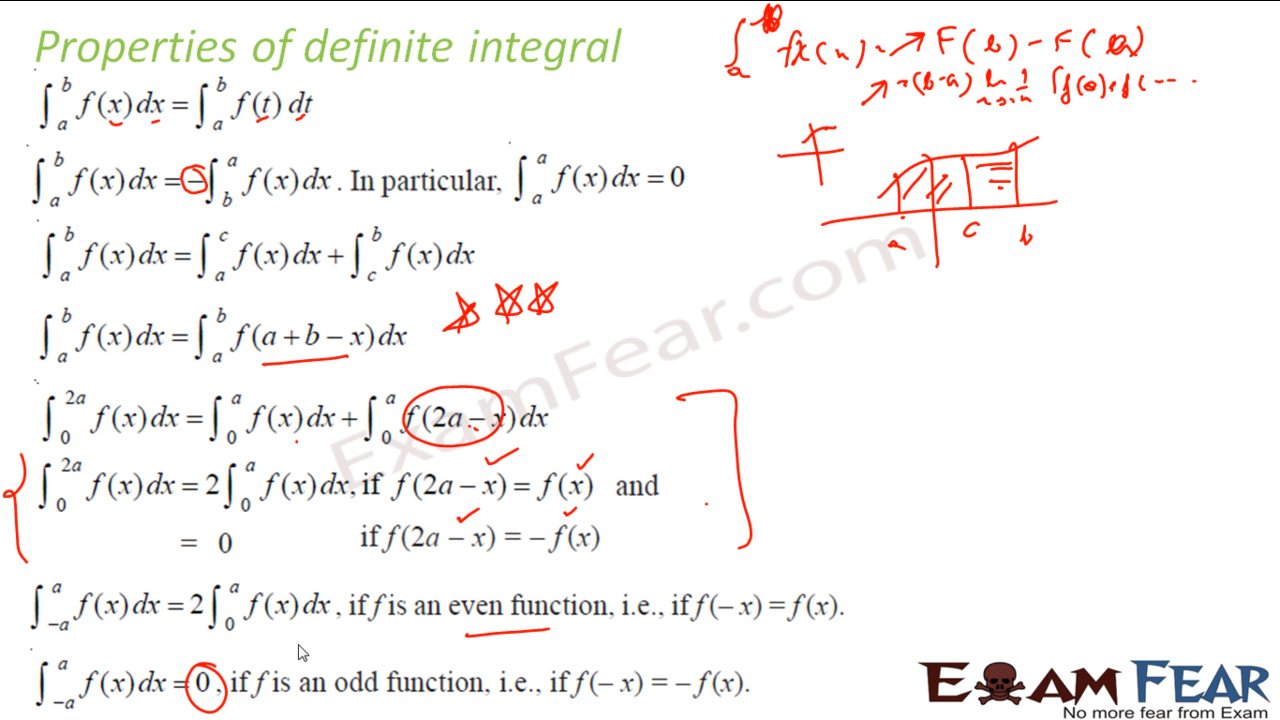 Properties of definite integral
∫_a^b f(x)dx = ∫_a^b f(t) dt
∫_a^b f(x)dx = −∫_b^a f(x)dx . In particular, ∫_a^a f(x)dx = 0
∫_a^b f(x)dx = ∫_a^c f(x)dx + ∫_c^b f(x)dx
∫_a^b f(x)dx = ∫_a^b f(a + b − x)dx
∫_0^2a f(x)dx = ∫_0^a f(x)dx + ∫_0^a f(2a − x)dx
∫_0^2a f(x)dx = 2∫_0^a f(x)dx, if f(2a − x) = f(x) and
= 0 if f(2a − x) = −f(x)
∫_−a^a f(x)dx = 2∫_0^a f(x)dx , if f is an even function, i.e., if f(−x) = f(x).
∫_−a^a f(x)dx = 0 , if f is an odd function, i.e., if f(−x) = −f(x).
F(b) − F(a)
a c b
ExamFear.com
EXAM FEAR
No more fear from Exam